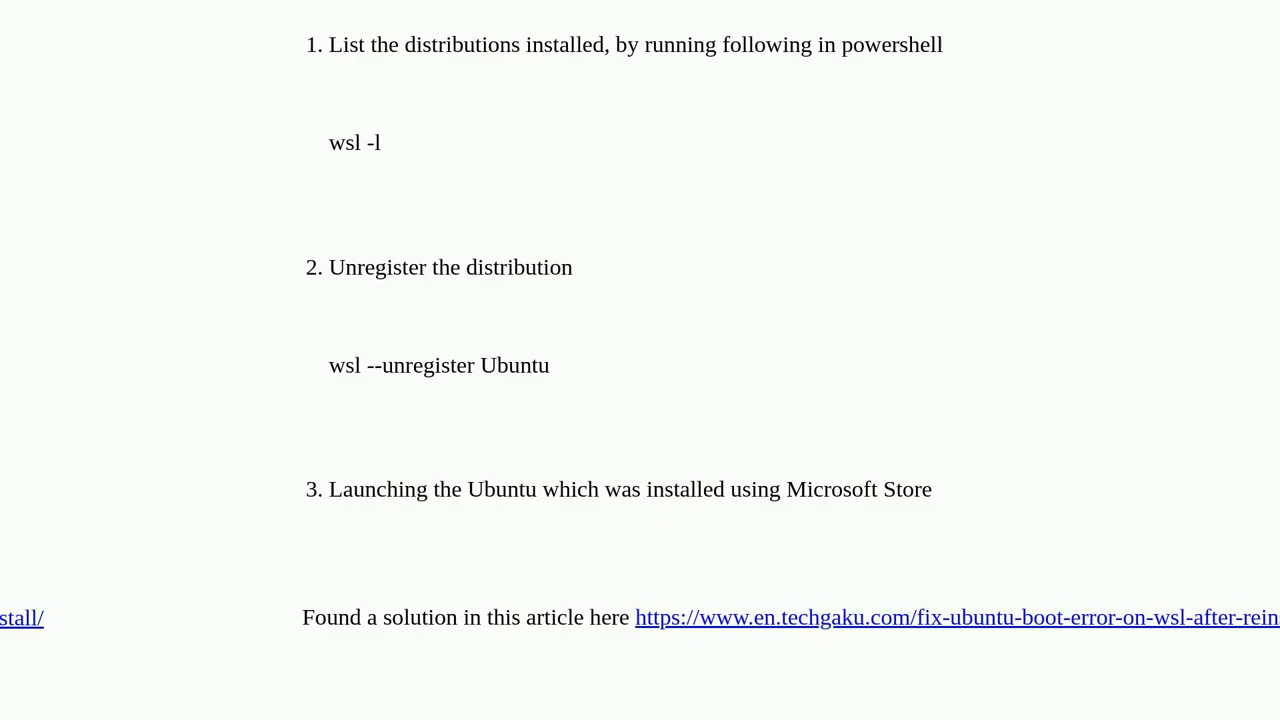 1. List the distributions installed, by running following in powershell
wsl -l
2. Unregister the distribution
wsl --unregister Ubuntu
3. Launching the Ubuntu which was installed using Microsoft Store
stall/
Found a solution in this article here https://www.en.techgaku.com/fix-ubuntu-boot-error-on-wsl-after-rein